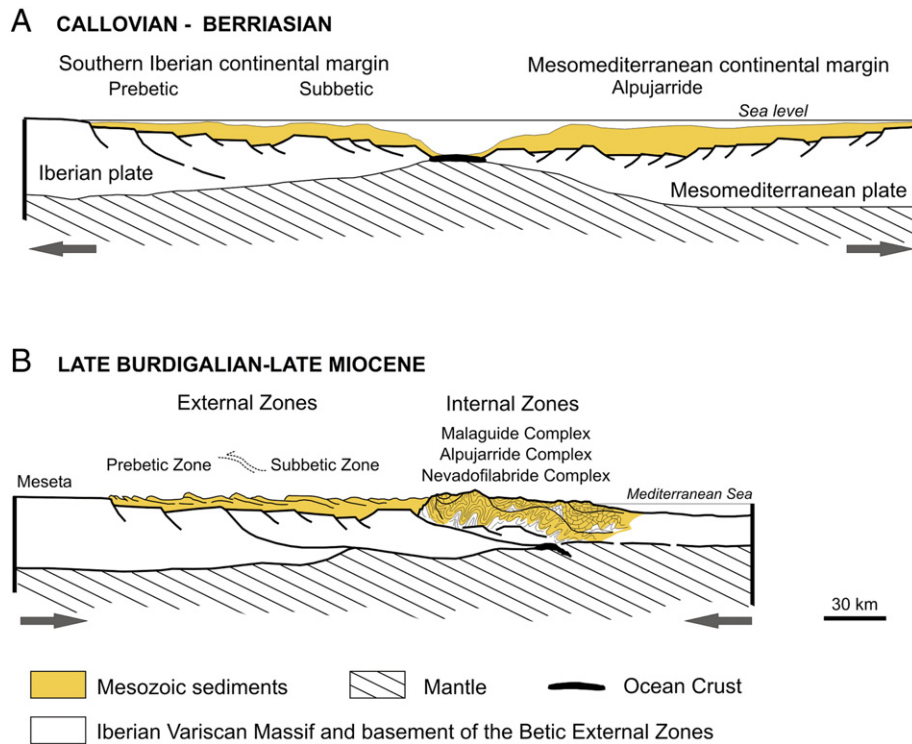 A CALLOVIAN - BERRIASIAN
Southern Iberian continental margin
Mesomediterranean continental margin
Prebetic
Subbetic
Alpujarride
Sea level
Iberian plate
Mesomediterranean plate
B LATE BURDIGALIAN-LATE MIOCENE
External Zones
Internal Zones
Malaguide Complex
Alpujarride Complex
Nevadofilabride Complex
Prebetic Zone
Subbetic Zone
Meseta
Mediterranean Sea
30 km
Mesozoic sediments
Mantle
Ocean Crust
Iberian Variscan Massif and basement of the Betic External Zones